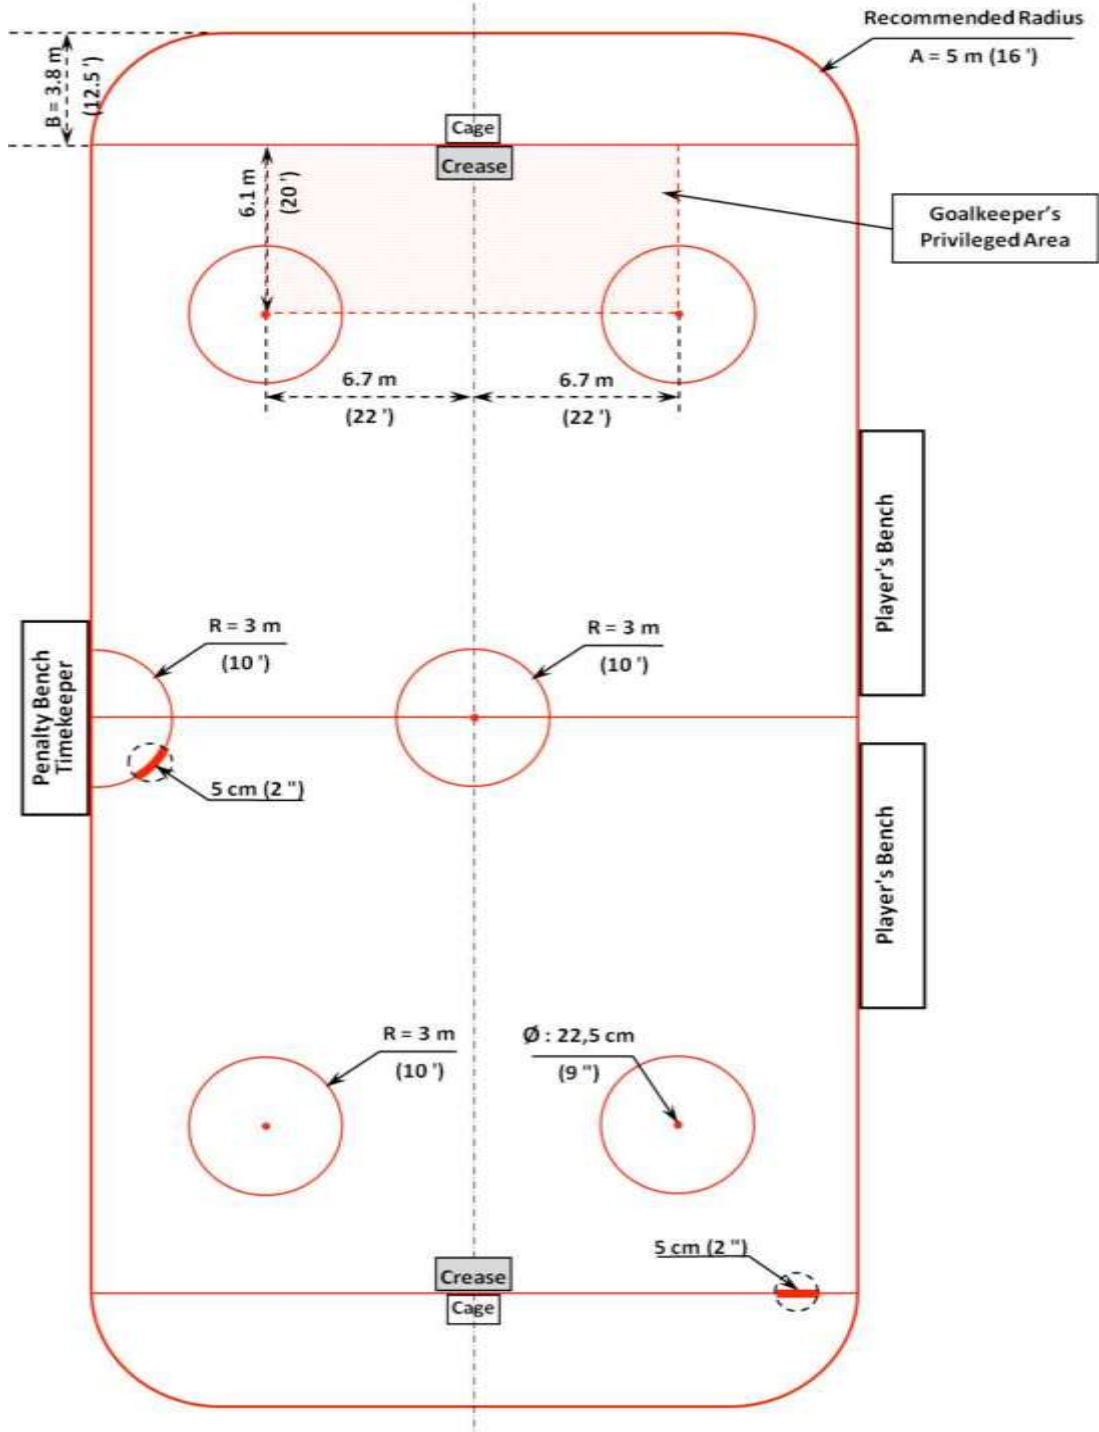 Recommended Radius
A = 5 m (16 ')
B = 3.8 m
(12.5 ')
Cage
Crease
6.1 m
(20 ')
Goalkeeper's
Privileged Area
6.7 m
(22 ')
6.7 m
(22 ')
Player's Bench
R = 3 m
(10 ')
R = 3 m
(10 ')
Penalty Bench
Timekeeper
5 cm (2 ")
Player's Bench
R = 3 m
(10 ')
Ø : 22,5 cm
(9 ")
5 cm (2 ")
Crease
Cage